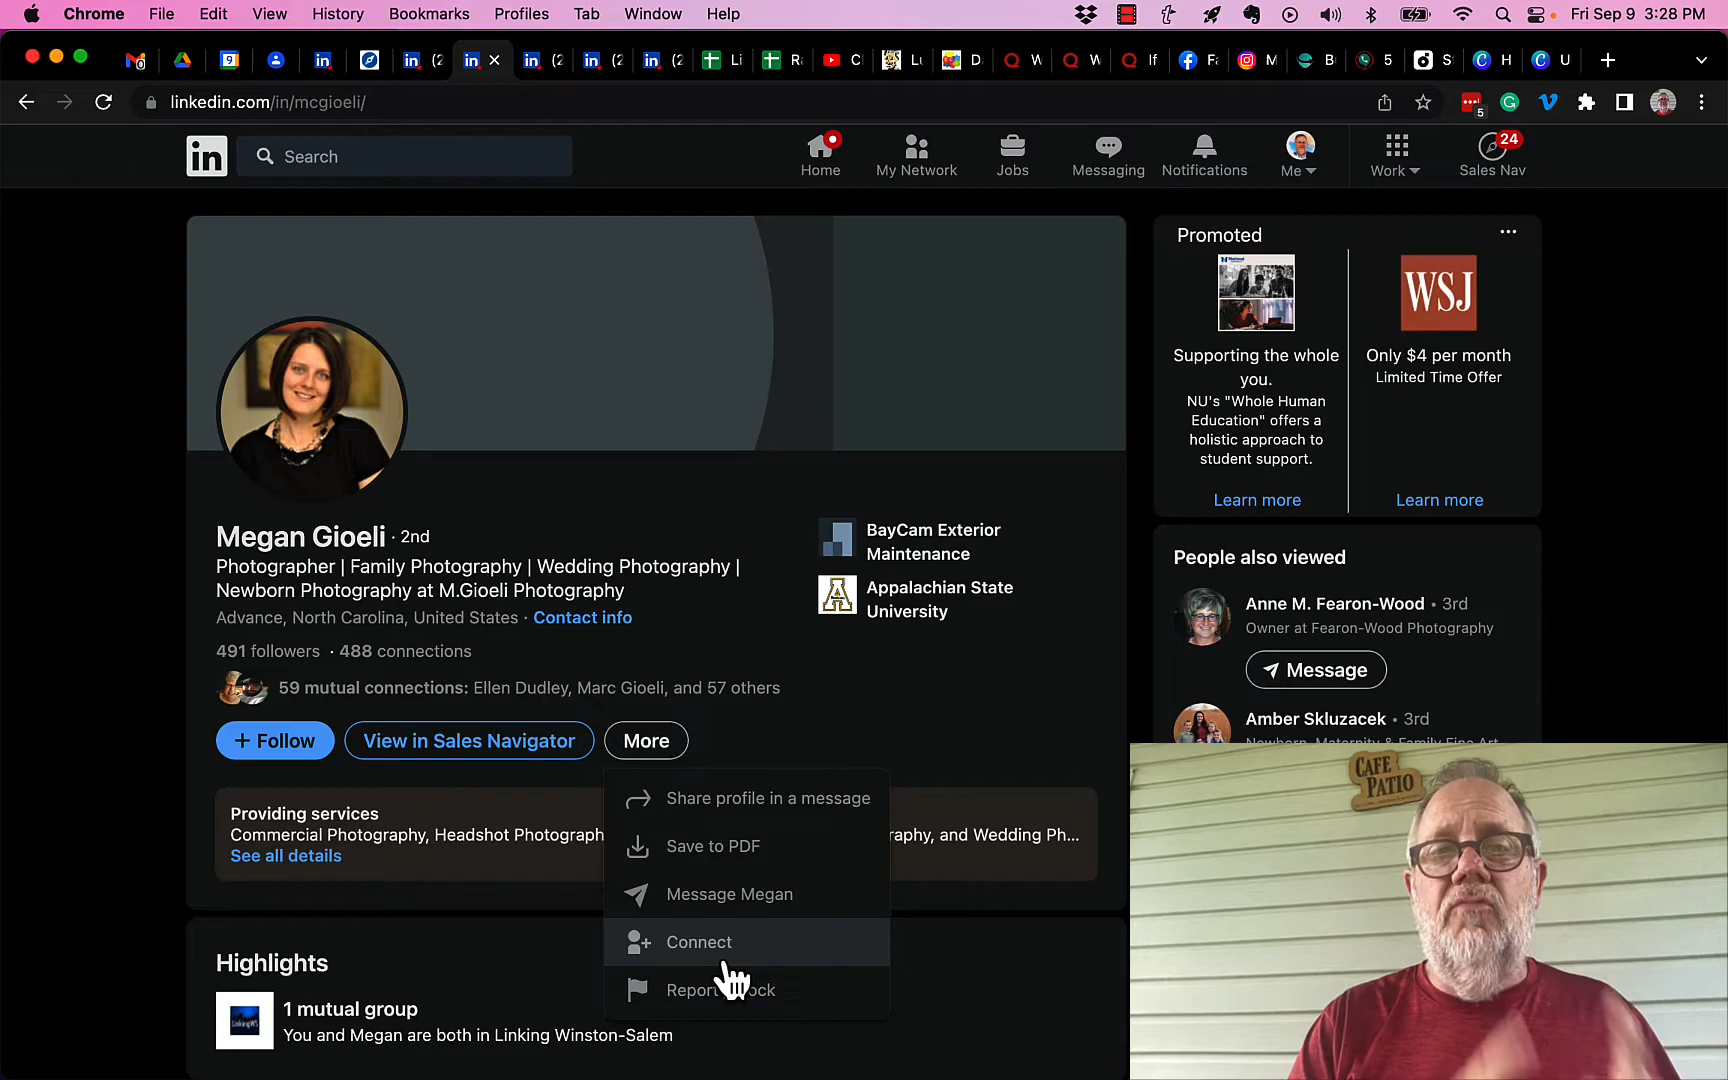 Chrome File Edit View History Bookmarks Profiles Tab Window Help Fri Sep 9 3:28 PM
linkedin.com/in/mcgioeli/
5
in Search
Home My Network Jobs Messaging Notifications Me Work Sales Nav
24
Promoted
WSJ
Supporting the whole you.
NU's "Whole Human
Education" offers a
holistic approach to
student support.
Learn more
Only $4 per month
Limited Time Offer
Learn more
Megan Gioeli · 2nd
Photographer | Family Photography | Wedding Photography |
Newborn Photography at M.Gioeli Photography
Advance, North Carolina, United States · Contact info
491 followers · 488 connections
59 mutual connections: Ellen Dudley, Marc Gioeli, and 57 others
BayCam Exterior
Maintenance
Appalachian State
University
+ Follow View in Sales Navigator More
Share profile in a message
Save to PDF
Message Megan
Connect
Report
Providing services
Commercial Photography, Headshot
and Wedding Ph...
See all details
Highlights
1 mutual group
You and Megan are both in Linking Winston-Salem
People also viewed
Anne M. Fearon-Wood • 3rd
Owner at Fearon-Wood Photography
Message
Amber Skluzacek • 3rd
CAFE
PATIO